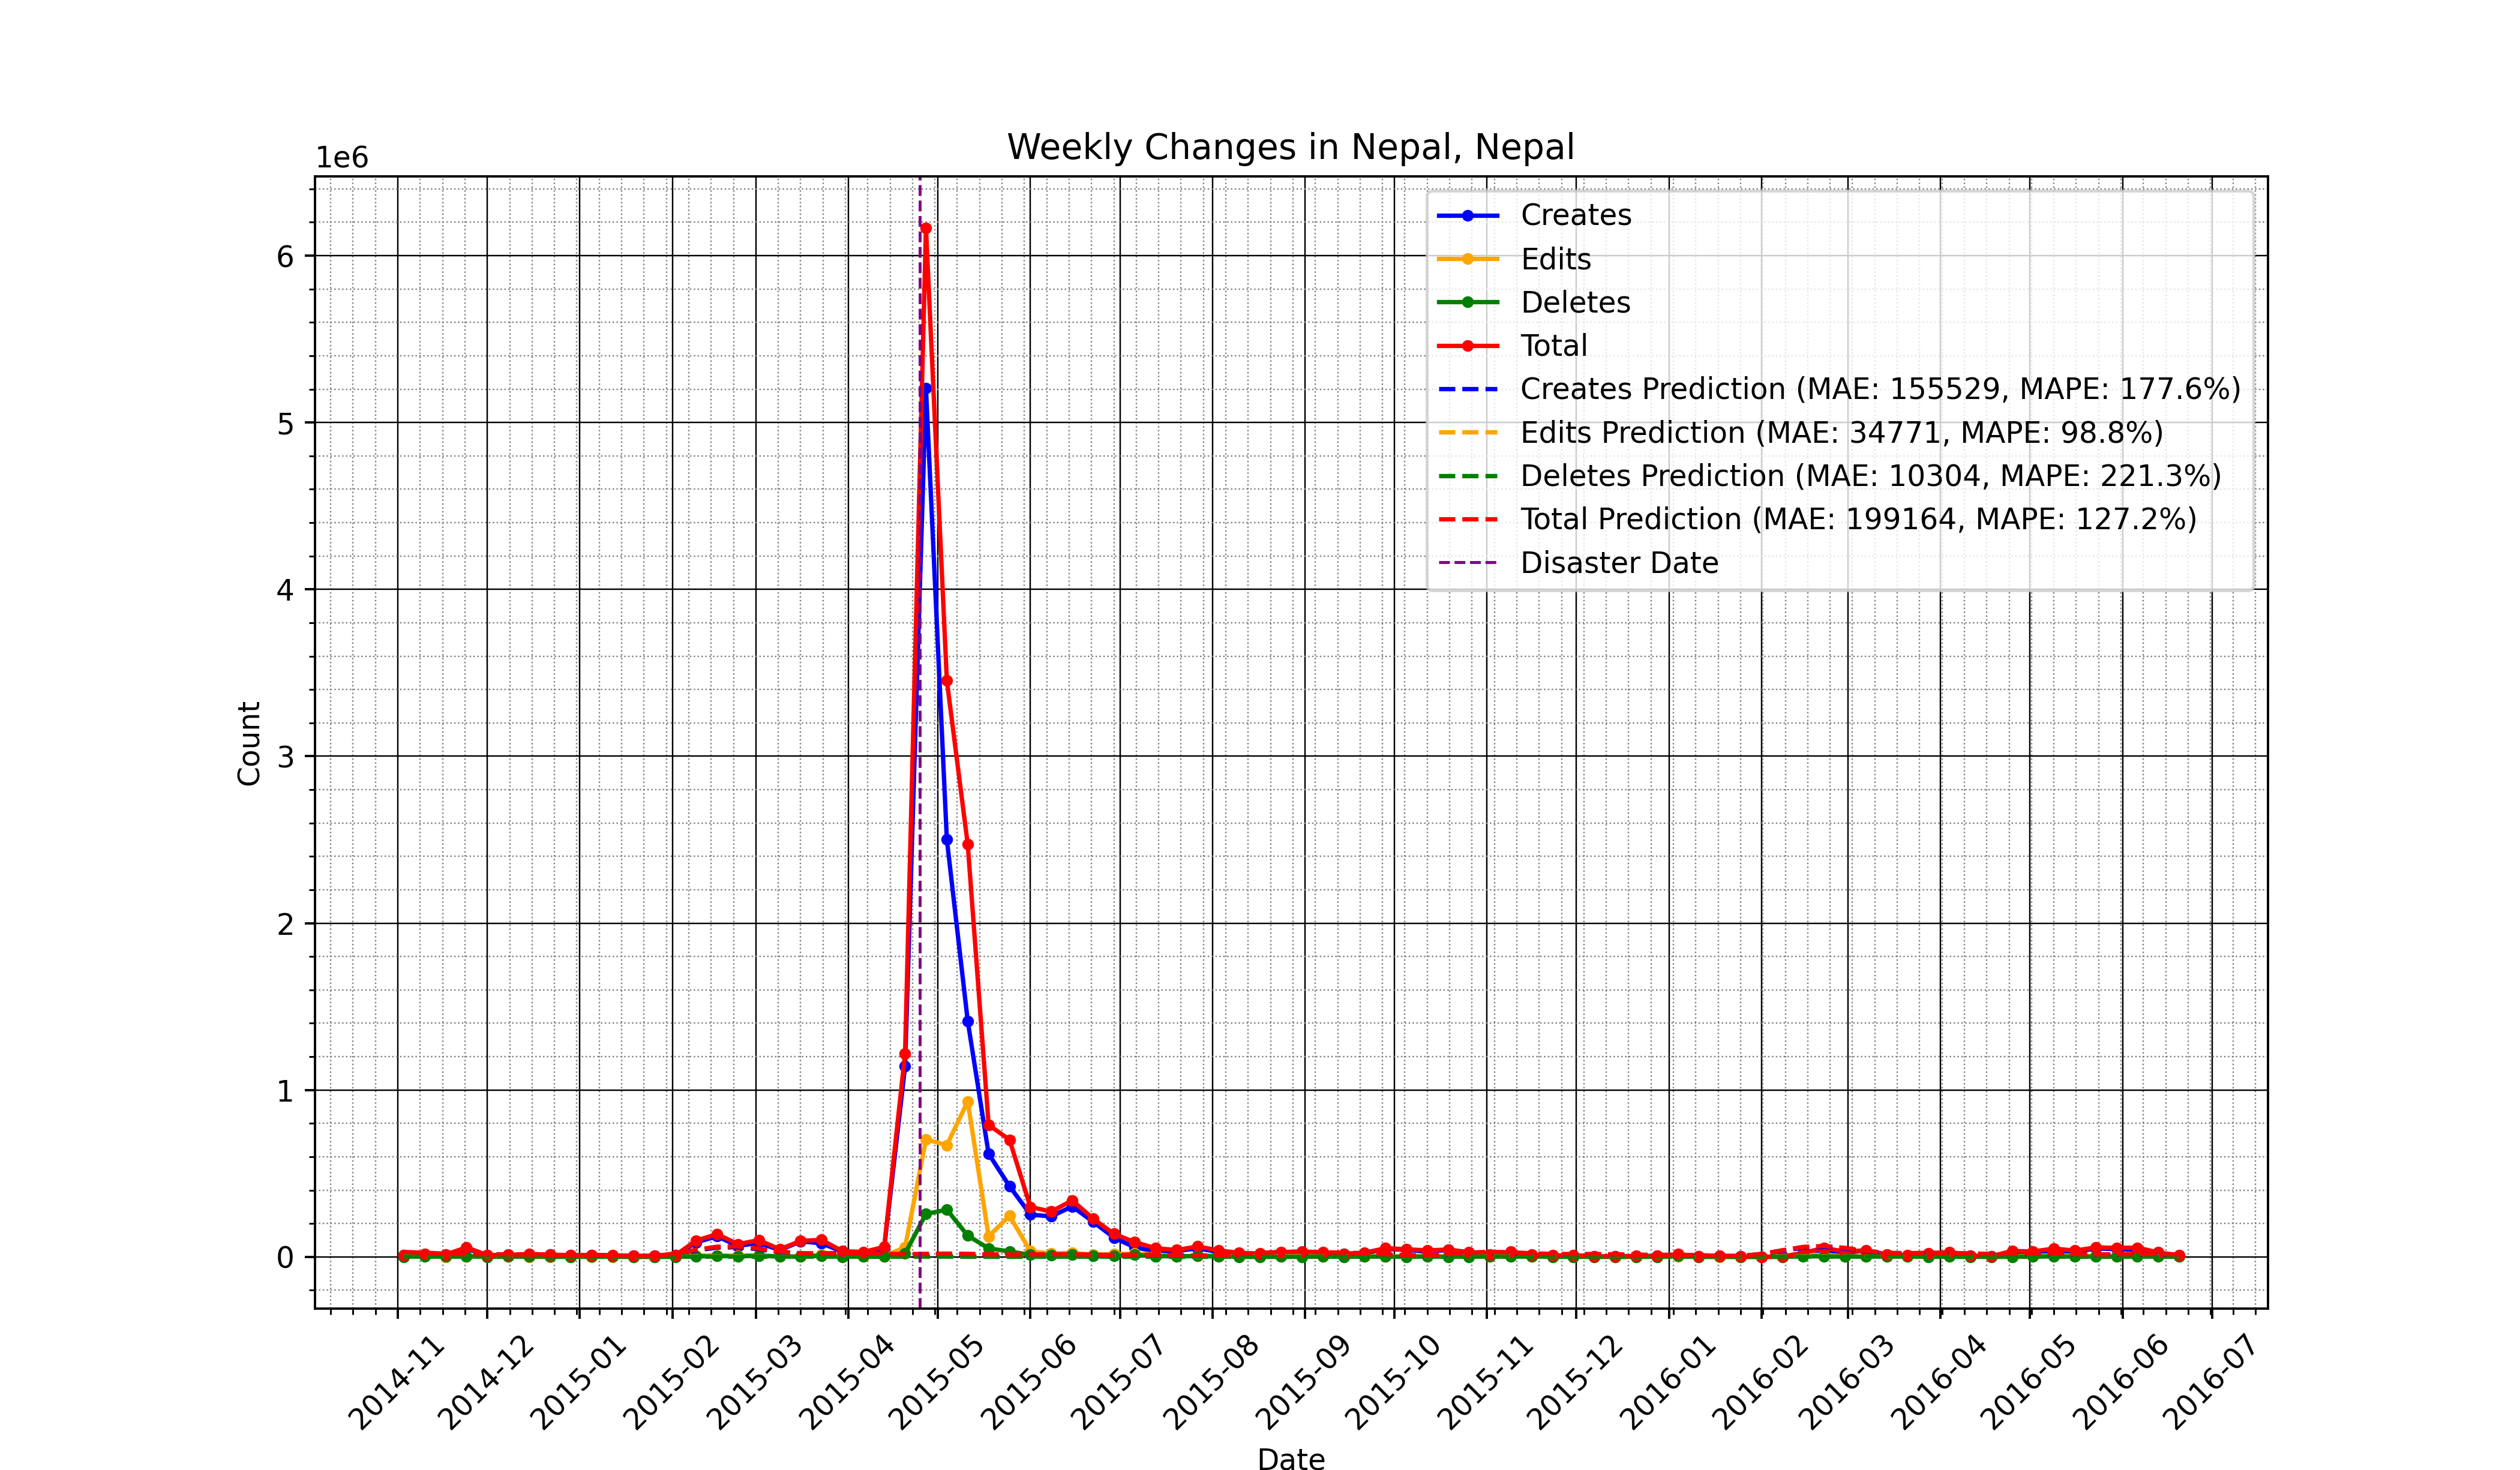 Weekly Changes in Nepal, Nepal
1e6
6
5
4
3
2
1
0
Count
Creates
Edits
Deletes
Total
Creates Prediction (MAE: 155529, MAPE: 177.6%)
Edits Prediction (MAE: 34771, MAPE: 98.8%)
Deletes Prediction (MAE: 10304, MAPE: 221.3%)
Total Prediction (MAE: 199164, MAPE: 127.2%)
Disaster Date
2014-11
2014-12
2015-01
2015-02
2015-03
2015-04
2015-05
2015-06
2015-07
2015-08
2015-09
2015-10
2015-11
2015-12
2016-01
2016-02
2016-03
2016-04
2016-05
2016-06
2016-07
Date